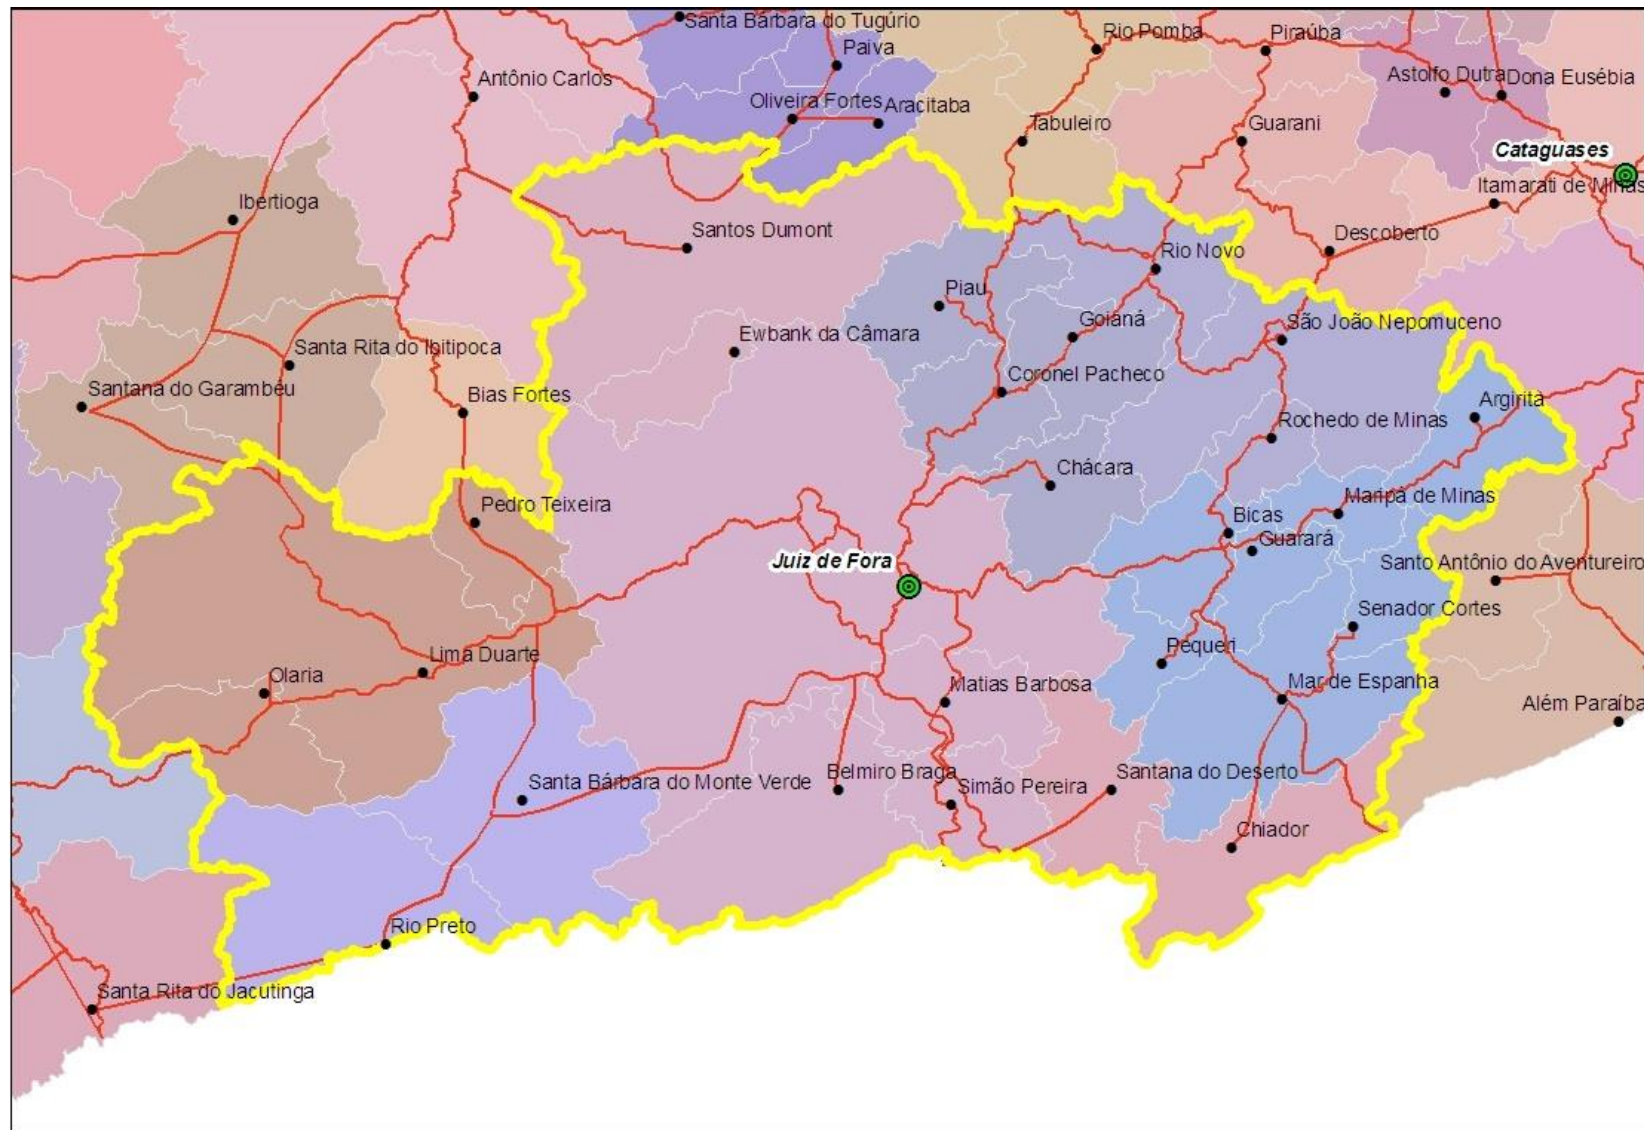 Santa Bárbara do Tugúrio
Rio Pomba
Piraúba
Paiva
Antônio Carlos
Astolfo Dutra
Dona Eusébia
Oliveira Fortes
Aracitaba
Tabuleiro
Guarani
Cataguases
Itamarati de Minas
Ibertioga
Santos Dumont
Descoberto
Rio Novo
Piau
Goianá
São João Nepomuceno
Ewbank da Câmara
Santa Rita do Ibitipoca
Coronel Pacheco
Santana do Garambéu
Bias Fortes
Argirita
Rochedo de Minas
Chácara
Maripá de Minas
Pedro Teixeira
Bicas
Guarará
Juiz de Fora
Santo Antônio do Aventureiro
Senador Cortes
Pequeri
Lima Duarte
Olaria
Matias Barbosa
Mar de Espanha
Além Paraíba
Santa Bárbara do Monte Verde
Belmiro Braga
Simão Pereira
Santana do Deserto
Chiador
Rio Preto
Santa Rita do Jacutinga